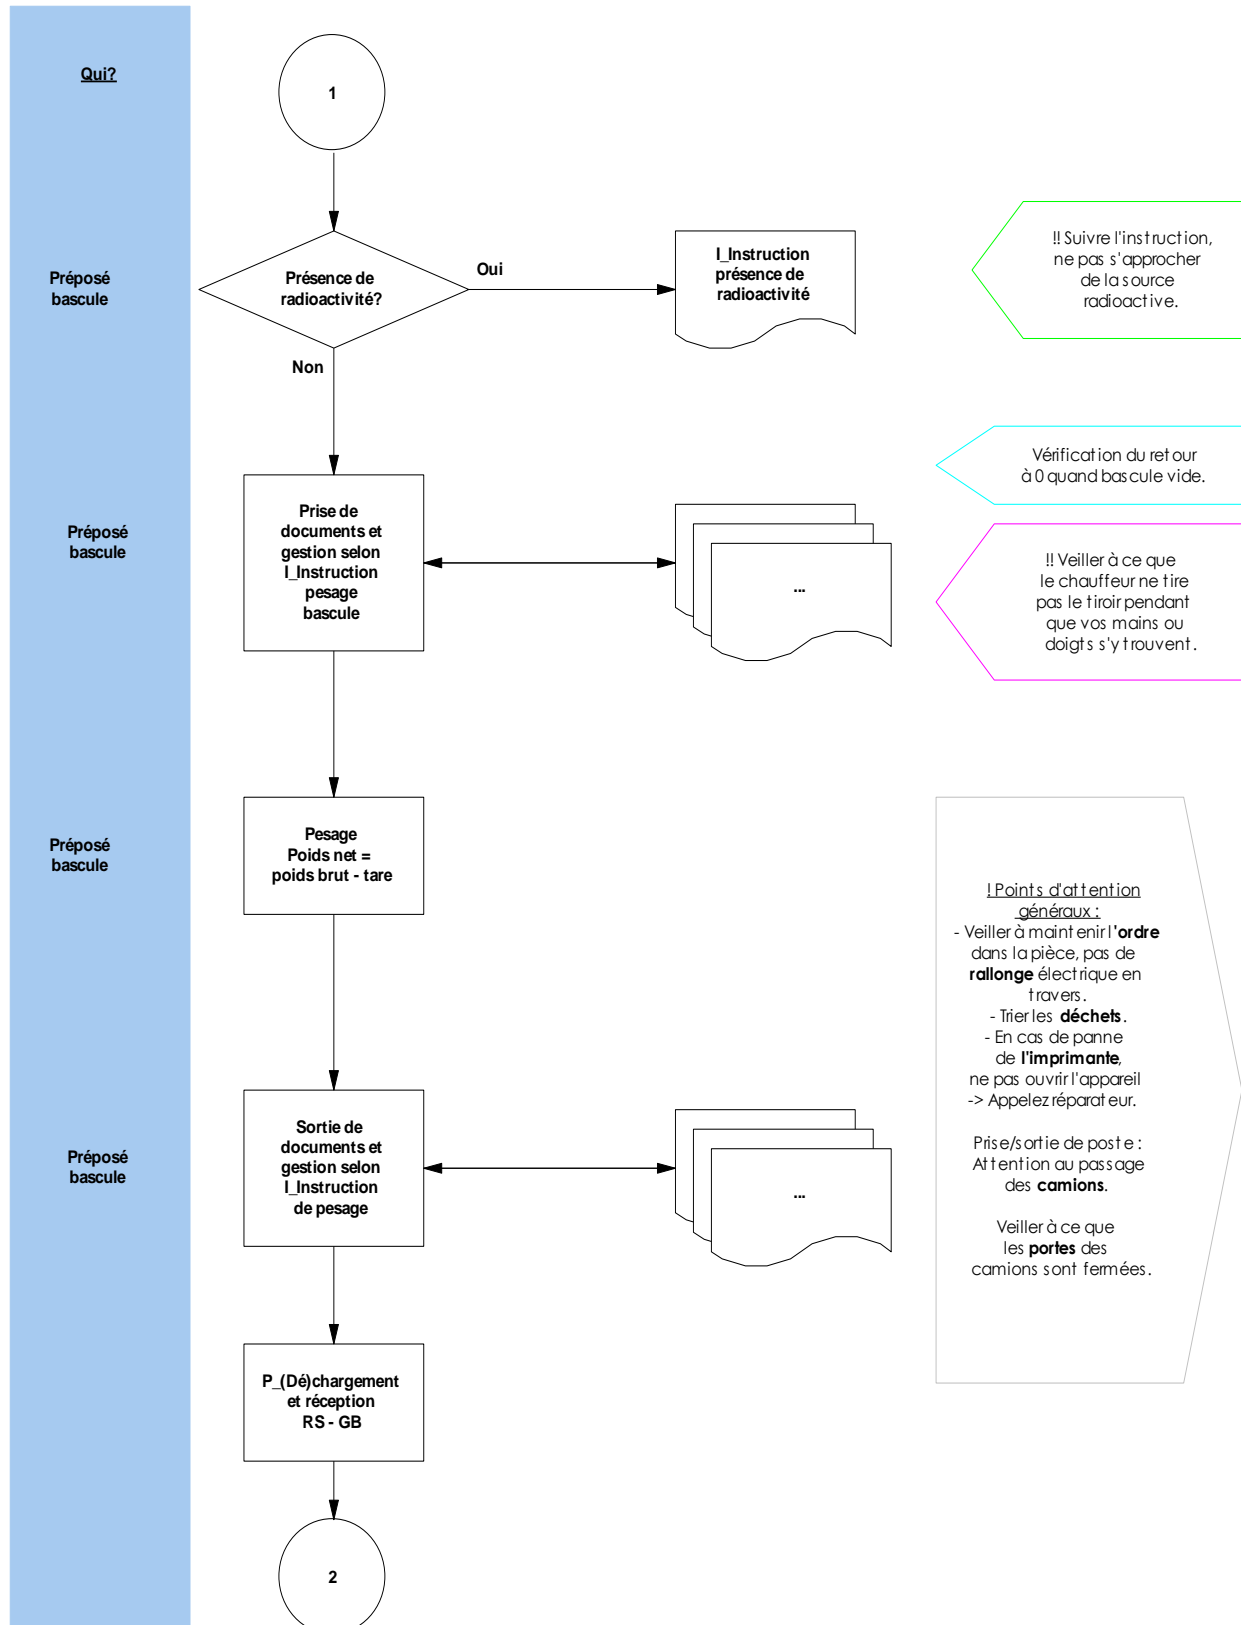 Qui?
1
Préposé
bascule
Présence de
radioactivité?
Oui
Non
I_Instruction
présence de
radioactivité
!! Suivre l'instruction,
ne pas s'approcher
de la source
radioactive.
Vérification du retour
à 0 quand bascule vide.
Préposé
bascule
Prise de
documents et
gestion selon
I_Instruction
pesage
bascule
...
!! Veiller à ce que
le chauffeur ne tire
pas le tiroir pendant
que vos mains ou
doigts s'y trouvent.
Préposé
bascule
Pesage
Poids net =
poids brut - tare
! Points d'attention
généraux :
- Veiller à maintenir l'ordre
dans la pièce, pas de
rallonge électrique en
travers.
- Trier les déchets.
- En cas de panne
de l'imprimante,
ne pas ouvrir l'appareil
-> Appelez réparateur.
Prise/sortie de poste :
Attention au passage
des camions.
Veiller à ce que
les portes des
camions sont fermées.
Préposé
bascule
Sortie de
documents et
gestion selon
I_Instruction
de pesage
...
P_(Dé)chargement
et réception
RS - GB
2